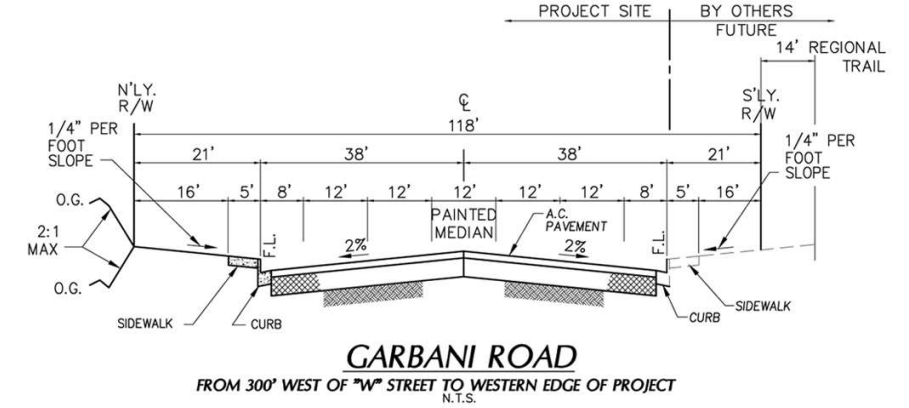 PROJECT SITE
BY OTHERS
FUTURE
14' REGIONAL
TRAIL
N'LY.
R/W
℄
S'LY.
R/W
118'
1/4" PER
FOOT
SLOPE
1/4" PER
FOOT
SLOPE
21'
38'
38'
21'
16'
5'
8'
12'
12'
12'
12'
12'
8'
5'
16'
O.G.
2:1
MAX
O.G.
F.L.
2%
PAINTED
MEDIAN
A.C.
PAVEMENT
2%
F.L.
SIDEWALK
CURB
CURB
SIDEWALK
GARBANI ROAD
FROM 300' WEST OF "W" STREET TO WESTERN EDGE OF PROJECT
N.T.S.